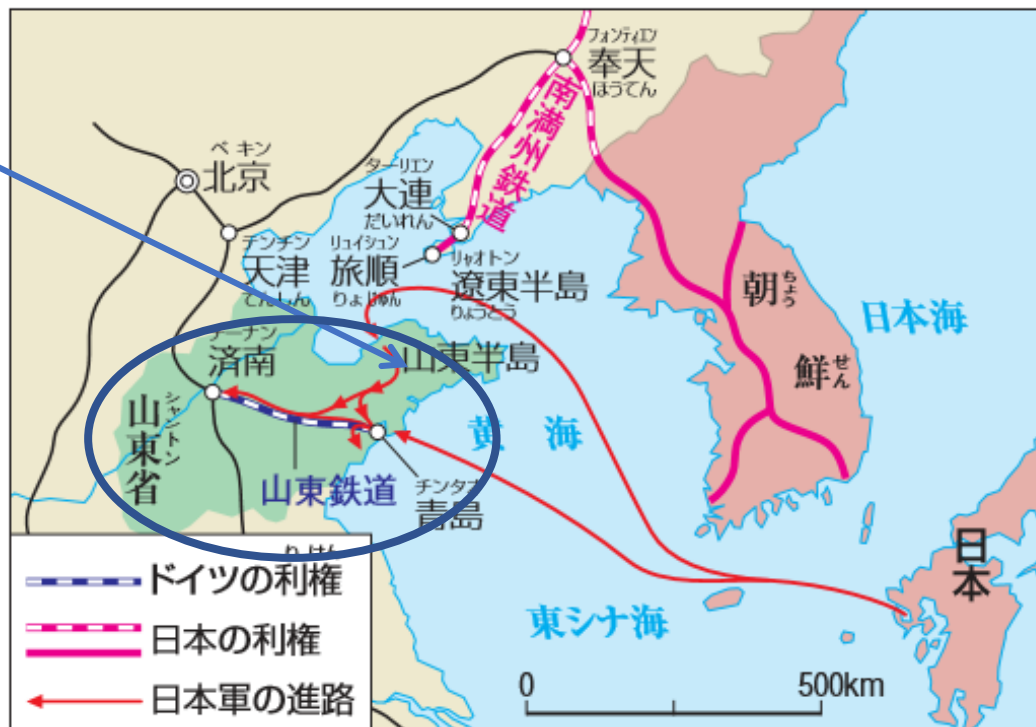 フォンティエン
奉天
ほうてん
南満州鉄道
ペキン
北京
ターリエン
大連
だいれん
テンチン
天津
てんしん
リュイシュン
旅順
りょじゅん
リャオトン
遼東半島
りょうとう
朝鮮
ちょうせん
日本海
チーナン
済南
山東半島
シャントン
山東省
黄海
山東鉄道
チンタオ
青島
日本
東シナ海
ドイツの利権
日本の利権
日本軍の進路
0 500km